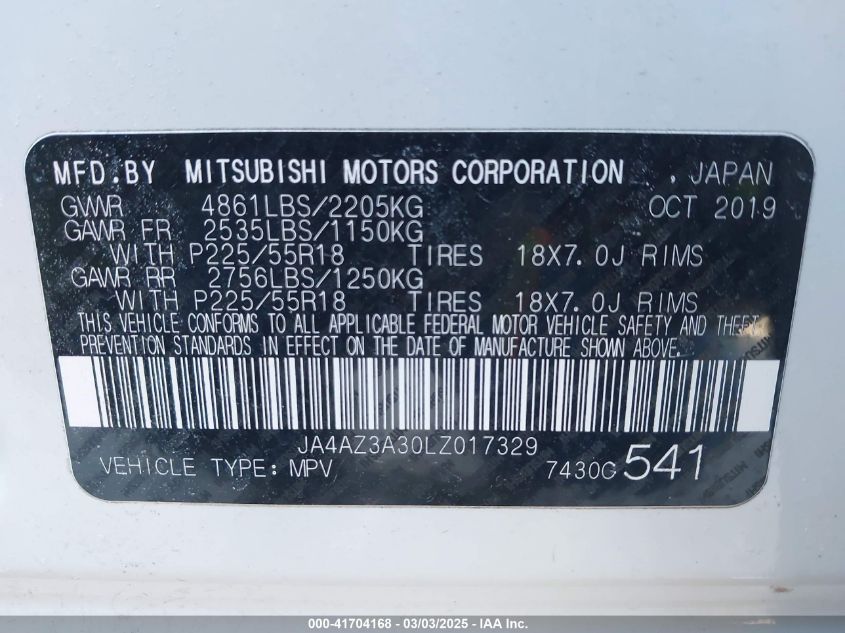 MFD.BY MITSUBISHI MOTORS CORPORATION , JAPAN
GVWR 4861LBS/2205KG OCT 2019
GAWR FR 2535LBS/1150KG
WITH P225/55R18 TIRES 18X7.0J RIMS
GAWR RR 2756LBS/1250KG
WITH P225/55R18 TIRES 18X7.0J RIMS
THIS VEHICLE CONFORMS TO ALL APPLICABLE FEDERAL MOTOR VEHICLE SAFETY AND THEFT
PREVENTION STANDARDS IN EFFECT ON THE DATE OF MANUFACTURE SHOWN ABOVE.
JA4AZ3A30LZ017329
VEHICLE TYPE: MPV 7430G 541
000-41704168 - 03/03/2025 - IAA Inc.